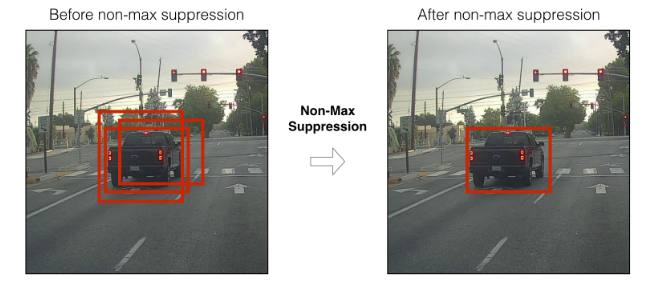 Before non-max suppression
After non-max suppression
Non-Max
Suppression